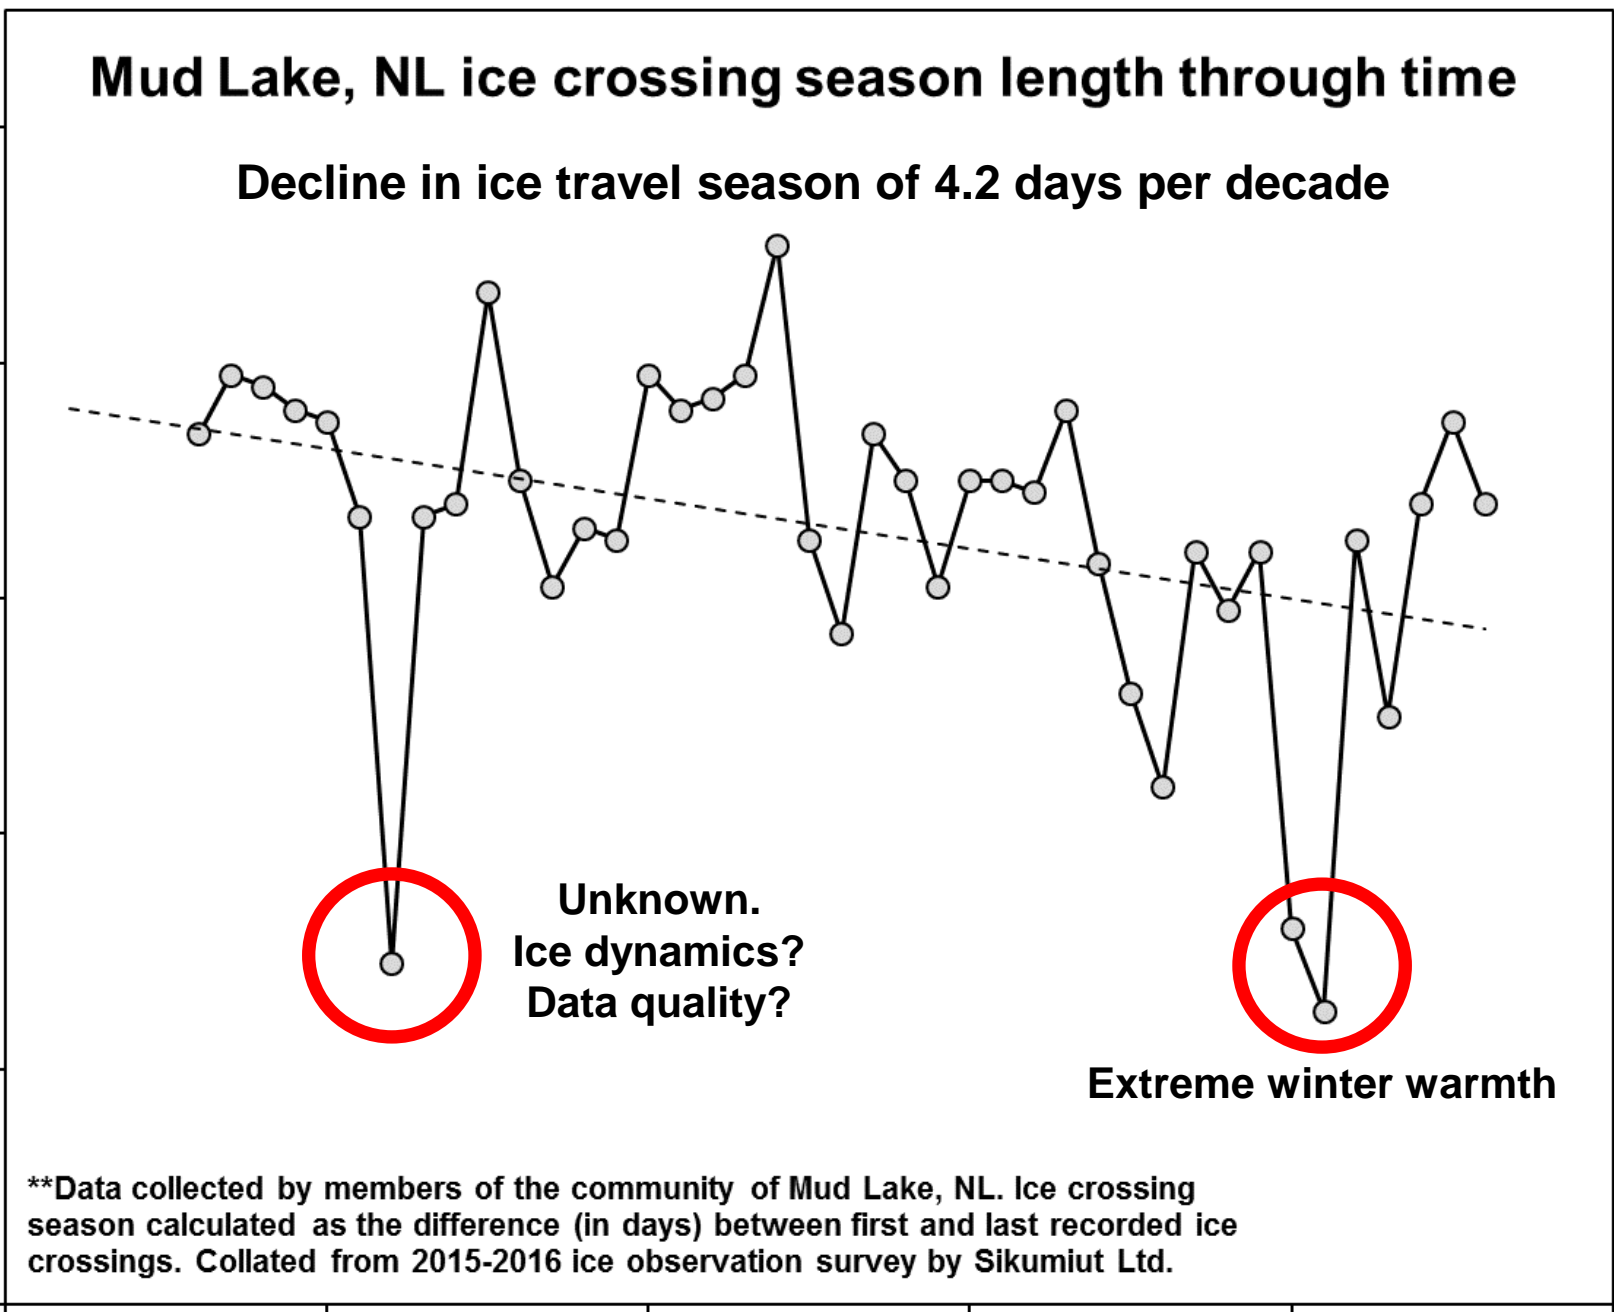 Mud Lake, NL ice crossing season length through time
Decline in ice travel season of 4.2 days per decade
Unknown.
Ice dynamics?
Data quality?
Extreme winter warmth
**Data collected by members of the community of Mud Lake, NL. Ice crossing
season calculated as the difference (in days) between first and last recorded ice
crossings. Collated from 2015-2016 ice observation survey by Sikumiut Ltd.